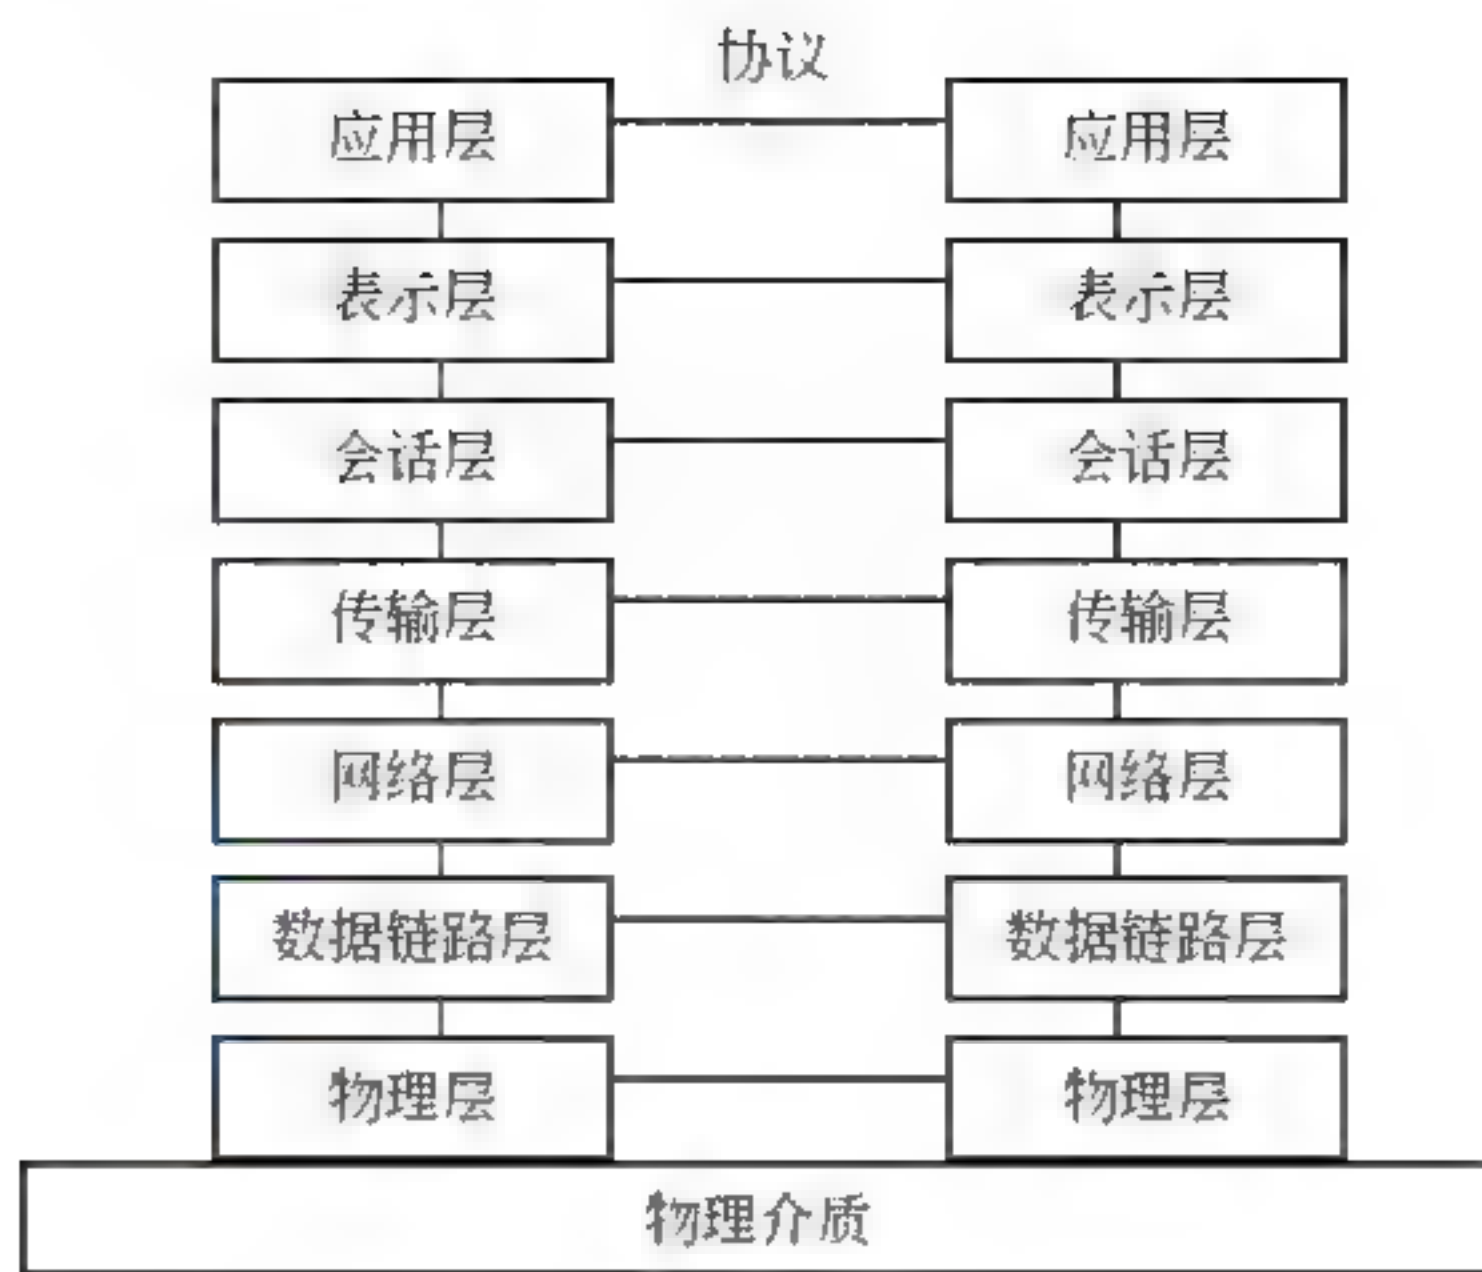 协议
应用层 应用层
表示层 表示层
会话层 会话层
传输层 传输层
网络层 网络层
数据链路层 数据链路层
物理层 物理层
物理介质